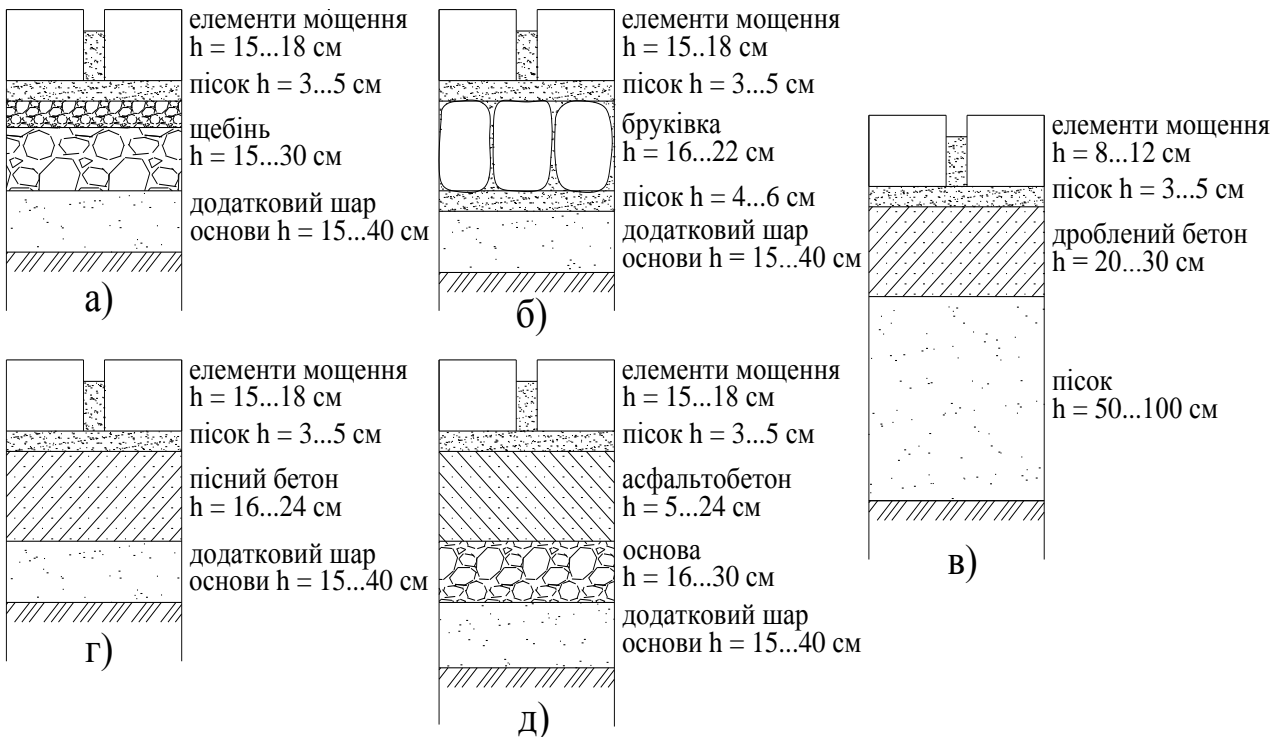 елементи мощення
h = 15...18 см
пісок h = 3...5 см
щебінь
h = 15...30 см
додатковий шар
основи h = 15...40 см
а)
елементи мощення
h = 15...18 см
пісок h = 3...5 см
бруківка
h = 16...22 см
пісок h = 4...6 см
додатковий шар
основи h = 15...40 см
б)
елементи мощення
h = 8...12 см
пісок h = 3...5 см
дроблений бетон
h = 20...30 см
пісок
h = 50...100 см
в)
елементи мощення
h = 15...18 см
пісок h = 3...5 см
пісний бетон
h = 16...24 см
додатковий шар
основи h = 15...40 см
г)
елементи мощення
h = 15...18 см
пісок h = 3...5 см
асфальтобетон
h = 5...24 см
основа
h = 16...30 см
додатковий шар
основи h = 15...40 см
д)